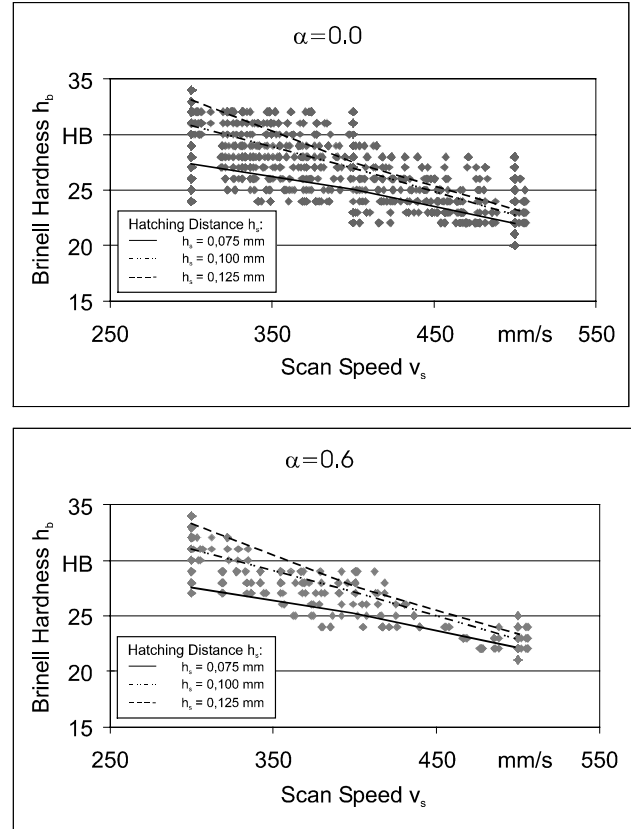 α=0.0
35
HB
25
20
15
Brinell Hardness h_b
Hatching Distance h_s:
h_s = 0,075 mm
h_s = 0,100 mm
h_s = 0,125 mm
250 350 450 mm/s 550
Scan Speed v_s
α=0.6
35
HB
25
20
15
Brinell Hardness h_b
Hatching Distance h_s:
h_s = 0,075 mm
h_s = 0,100 mm
h_s = 0,125 mm
250 350 450 mm/s 550
Scan Speed v_s